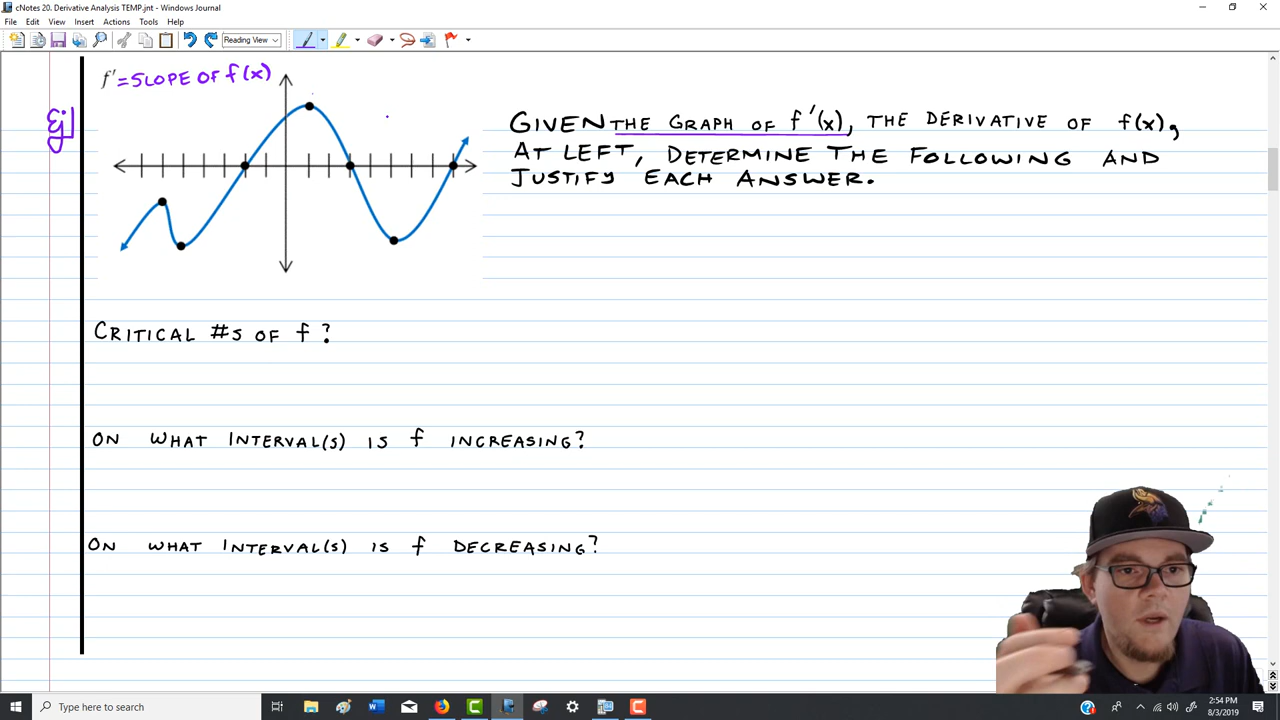 cNotes 20. Derivative Analysis TEMP.jnt - Windows Journal
File Edit View Insert Actions Tools Help
Reading View
f' = SLOPE OF f(x)
Ej
GIVEN THE GRAPH OF f'(x), THE DERIVATIVE OF f(x),
AT LEFT, DETERMINE THE FOLLOWING AND
JUSTIFY EACH ANSWER.
CRITICAL #S OF f?
ON WHAT INTERVAL(S) IS f INCREASING?
ON WHAT INTERVAL(S) IS f DECREASING?
Type here to search
2:54 PM
8/3/2019